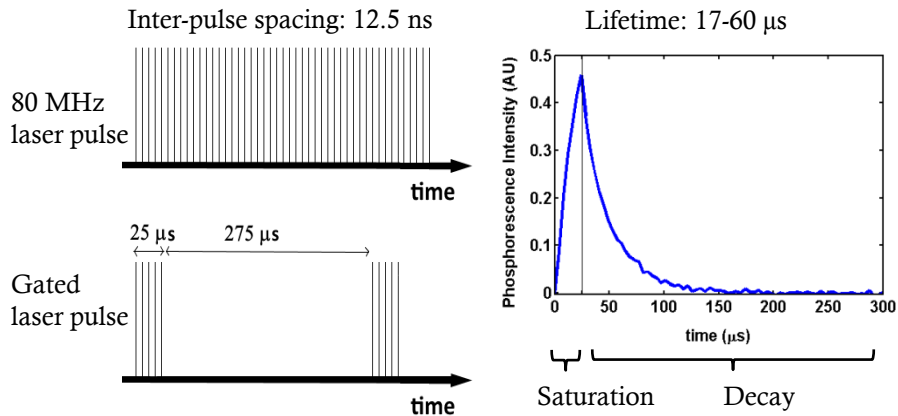 Inter-pulse spacing: 12.5 ns
80 MHz
laser pulse
time
25 μs
275 μs
Gated
laser pulse
time
Lifetime: 17-60 μs
Phosphorescence Intensity (AU)
0.5
0.4
0.3
0.2
0.1
0
0 50 100 150 200 250 300
time (μs)
Saturation Decay